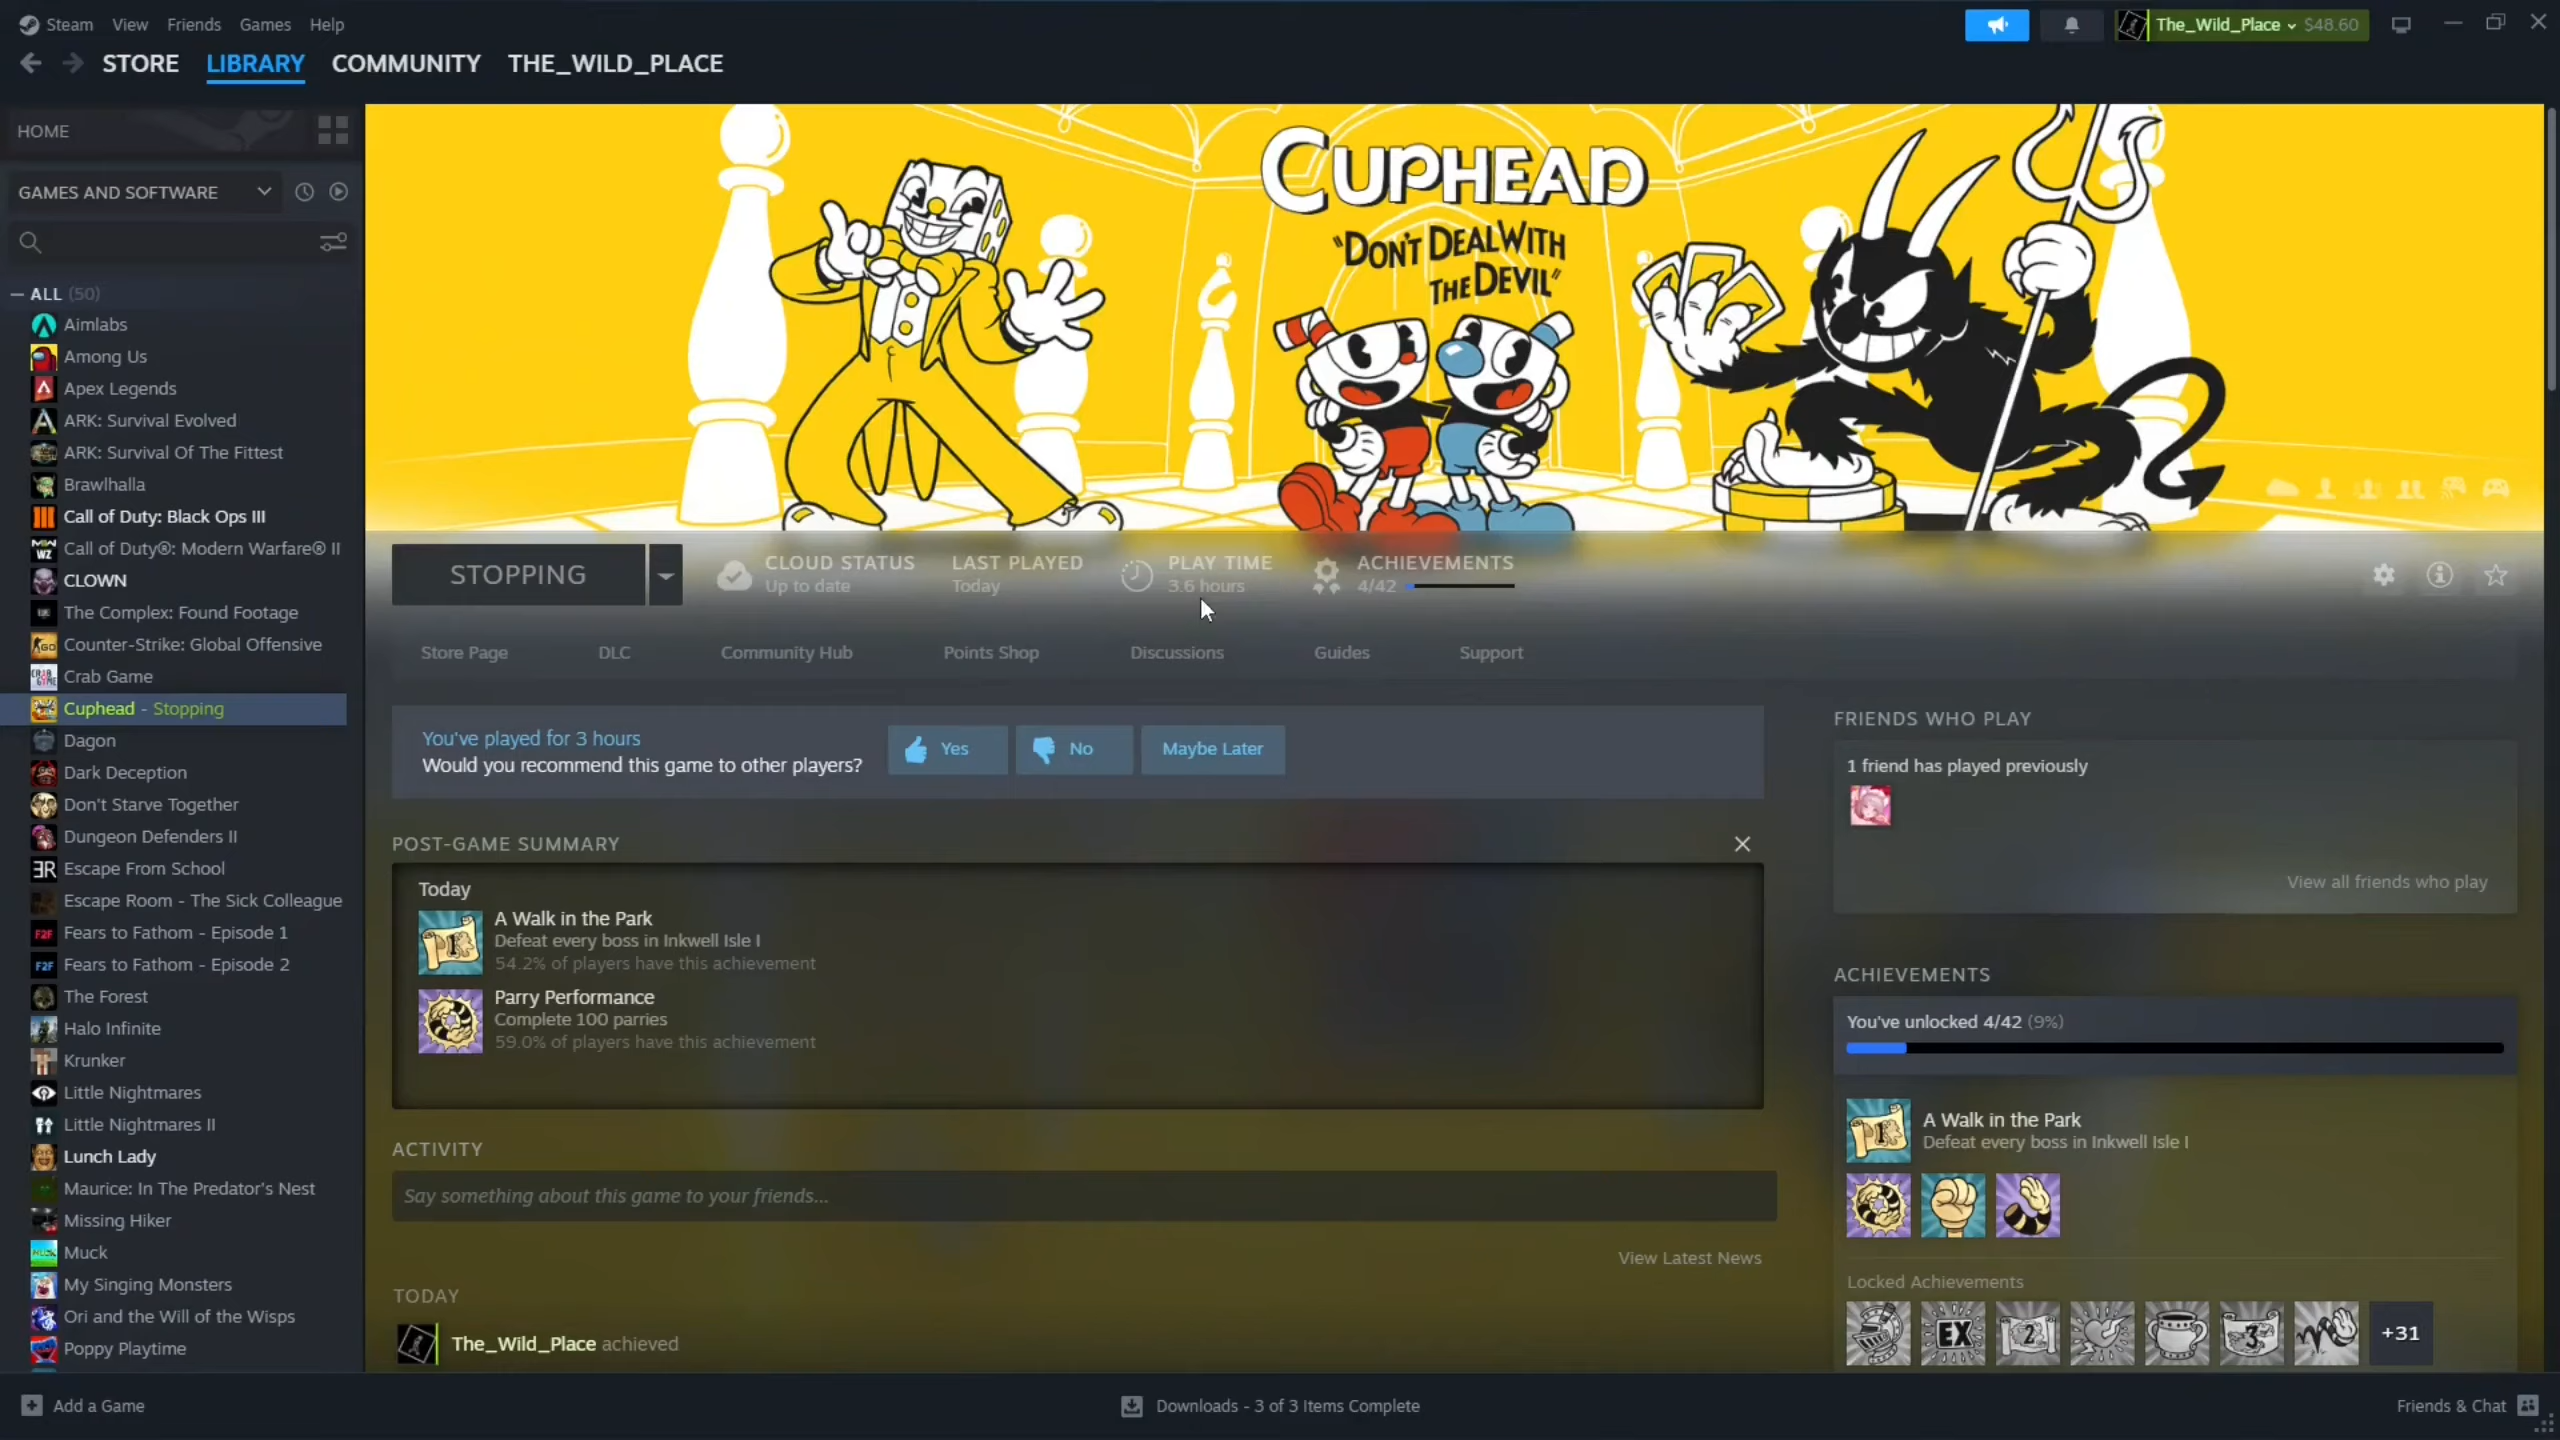 Steam View Friends Games Help
The_Wild_Place $48.60
STORE LIBRARY COMMUNITY THE_WILD_PLACE
HOME
GAMES AND SOFTWARE
ALL (50)
Aimlabs
Among Us
Apex Legends
ARK: Survival Evolved
ARK: Survival Of The Fittest
Brawlhalla
Call of Duty: Black Ops III
Call of Duty®: Modern Warfare® II
CLOWN
The Complex: Found Footage
Counter-Strike: Global Offensive
Crab Game
Cuphead - Stopping
Dagon
Dark Deception
Don't Starve Together
Dungeon Defenders II
Escape From School
Escape Room - The Sick Colleague
Fears to Fathom - Episode 1
Fears to Fathom - Episode 2
The Forest
Halo Infinite
Krunker
Little Nightmares
Little Nightmares II
Lunch Lady
Maurice: In The Predator's Nest
Missing Hiker
Muck
My Singing Monsters
Ori and the Will of the Wisps
Poppy Playtime
CUPHEAD
"DON'T DEAL WITH
THE DEVIL"
STOPPING
CLOUD STATUS
Up to date
LAST PLAYED
Today
PLAY TIME
3.6 hours
ACHIEVEMENTS
4/42
Store Page DLC Community Hub Points Shop Discussions Guides Support
You've played for 3 hours
Would you recommend this game to other players?
Yes No Maybe Later
POST-GAME SUMMARY
Today
A Walk in the Park
Defeat every boss in Inkwell Isle I
54.2% of players have this achievement
Parry Performance
Complete 100 parries
59.0% of players have this achievement
ACTIVITY
Say something about this game to your friends...
View Latest News
TODAY
The_Wild_Place achieved
FRIENDS WHO PLAY
1 friend has played previously
View all friends who play
ACHIEVEMENTS
You've unlocked 4/42 (9%)
A Walk in the Park
Defeat every boss in Inkwell Isle I
Locked Achievements
EX
2
3
+31
Add a Game
Downloads - 3 of 3 Items Complete
Friends & Chat